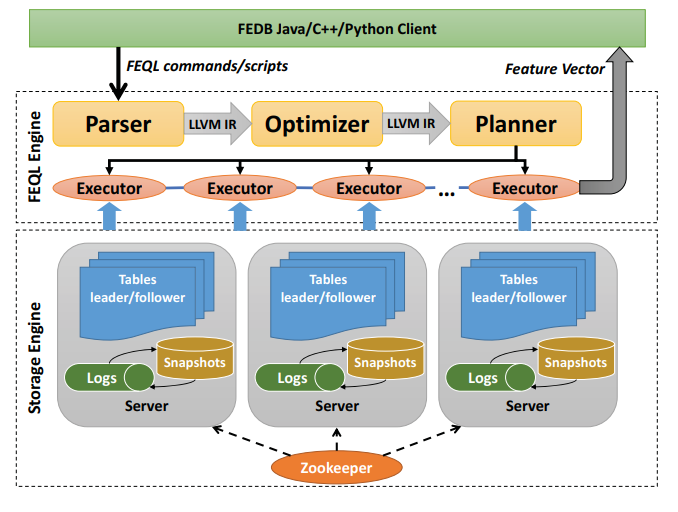 FEDB Java/C++/Python Client
FEQL commands/scripts
Feature Vector
FEQL Engine
Parser
LLVM IR
Optimizer
LLVM IR
Planner
Executor
Executor
Executor
...
Executor
Storage Engine
Tables
leader/follower
Snapshots
Logs
Server
Tables
leader/follower
Snapshots
Logs
Server
Tables
leader/follower
Snapshots
Logs
Server
Zookeeper